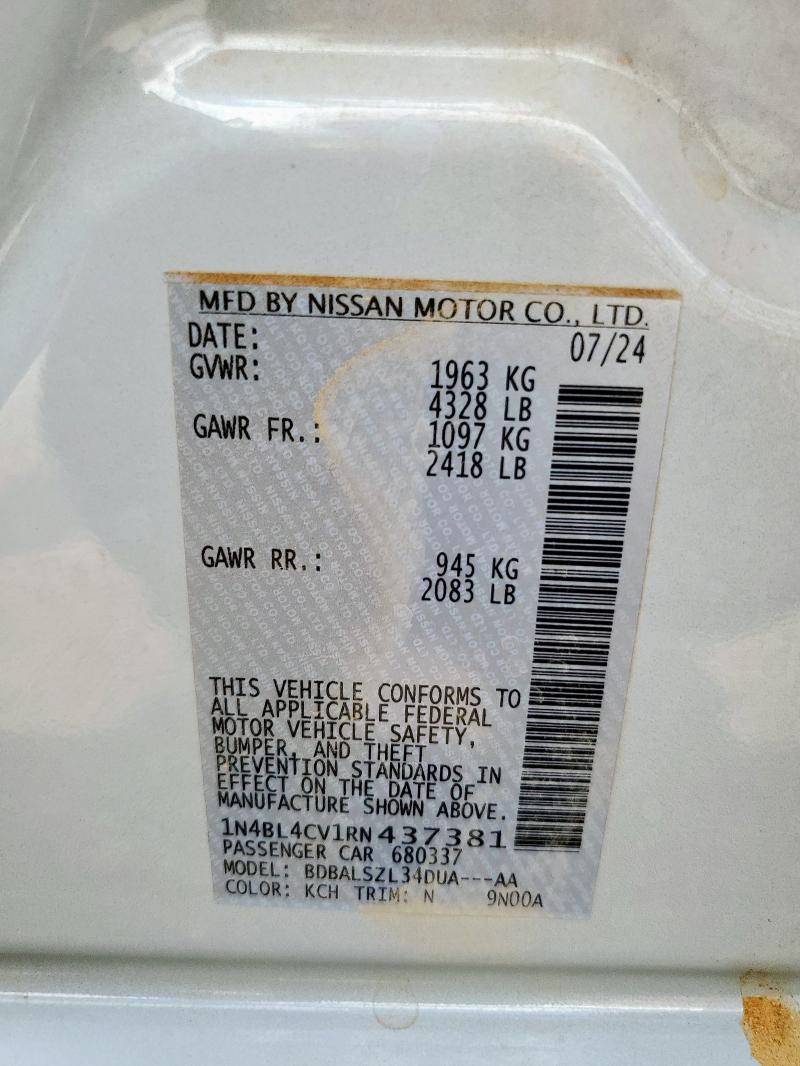 MFD BY NISSAN MOTOR CO., LTD.
DATE: 07/24
GVWR: 1963 KG
4328 LB
GAWR FR.: 1097 KG
2418 LB
GAWR RR.: 945 KG
2083 LB
THIS VEHICLE CONFORMS TO
ALL APPLICABLE FEDERAL
MOTOR VEHICLE SAFETY,
BUMPER, AND THEFT
PREVENTION STANDARDS IN
EFFECT ON THE DATE OF
MANUFACTURE SHOWN ABOVE.
1N4BL4CV1RN437381
PASSENGER CAR 680337
MODEL: BDBALSZL34DUA---AA
COLOR: KCH TRIM: N 9N00A